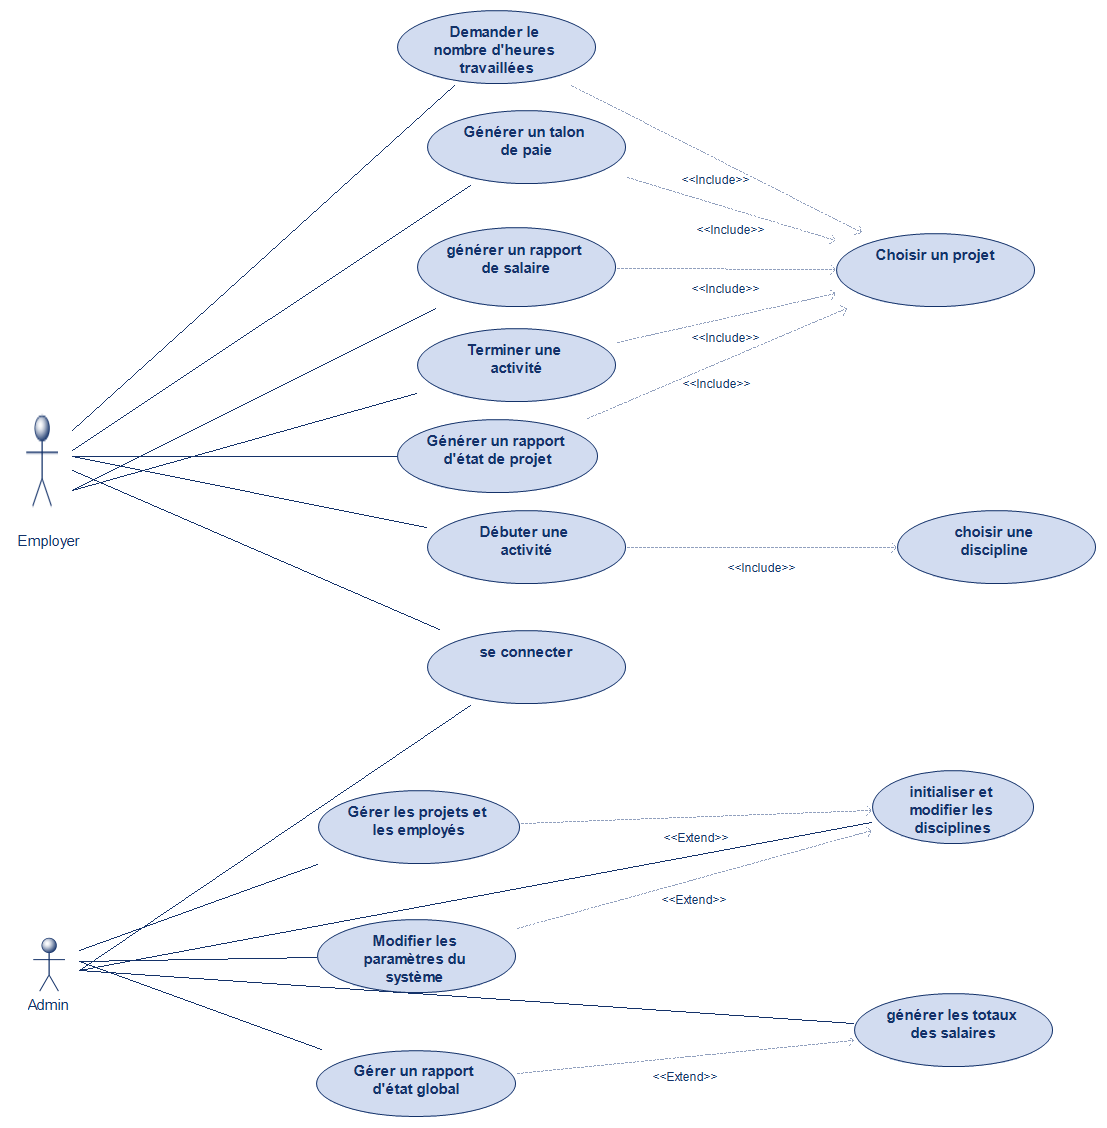 Demander le
nombre d'heures
travaillées
Générer un talon
de paie
<<Include>>
<<Include>>
générer un rapport
de salaire
Choisir un projet
<<Include>>
Terminer une
activité
<<Include>>
<<Include>>
Générer un rapport
d'état de projet
Employer
Débuter une
activité
choisir une
discipline
<<Include>>
se connecter
Gérer les projets et
les employés
initialiser et
modifier les
disciplines
<<Extend>>
<<Extend>>
Modifier les
paramètres du
système
Admin
générer les totaux
des salaires
Gérer un rapport
d'état global
<<Extend>>